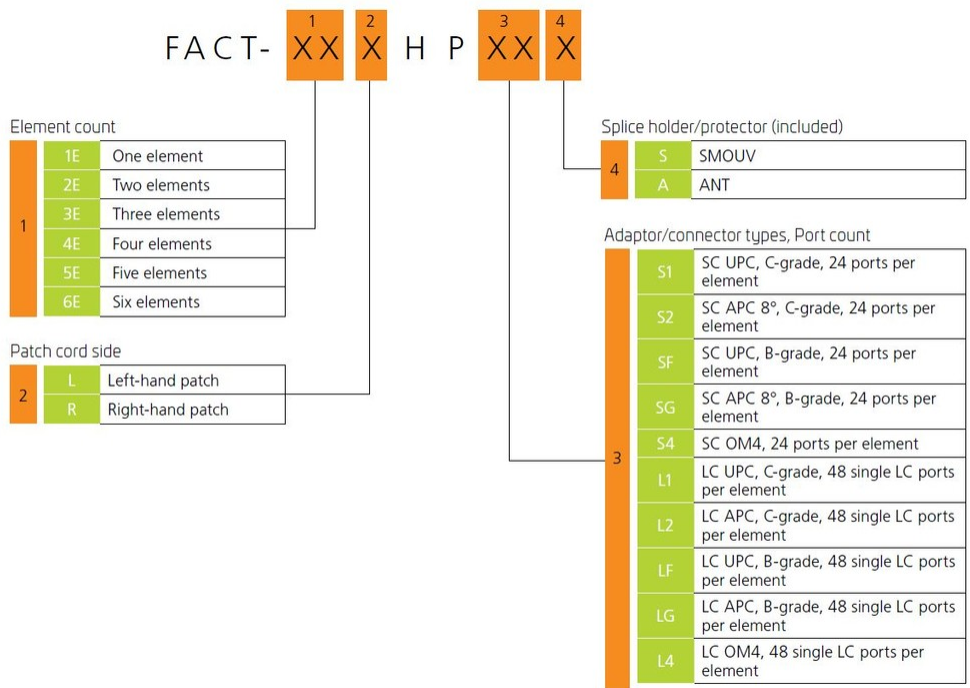 1 2 3 4
FACT- XX X H P XX X
Element count
1
1E One element
2E Two elements
3E Three elements
4E Four elements
5E Five elements
6E Six elements
Patch cord side
2
L Left-hand patch
R Right-hand patch
Splice holder/protector (included)
4
S SMOUV
A ANT
Adaptor/connector types, Port count
3
S1 SC UPC, C-grade, 24 ports per
element
S2 SC APC 8°, C-grade, 24 ports per
element
SF SC UPC, B-grade, 24 ports per
element
SG SC APC 8°, B-grade, 24 ports per
element
S4 SC OM4, 24 ports per element
L1 LC UPC, C-grade, 48 single LC ports
per element
L2 LC APC, C-grade, 48 single LC ports
per element
LF LC UPC, B-grade, 48 single LC ports
per element
LG LC APC, B-grade, 48 single LC ports
per element
L4 LC OM4, 48 single LC ports per
element